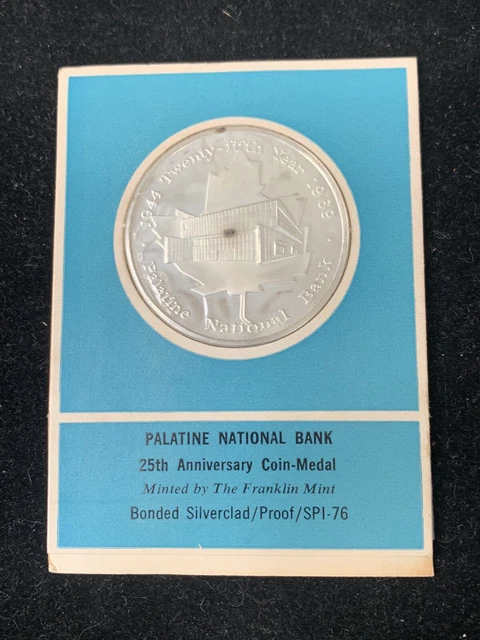 1944 Twenty-fifth Year 1969
Palatine National Bank
PALATINE NATIONAL BANK
25th Anniversary Coin-Medal
Minted by The Franklin Mint
Bonded Silverclad/Proof/SPI-76